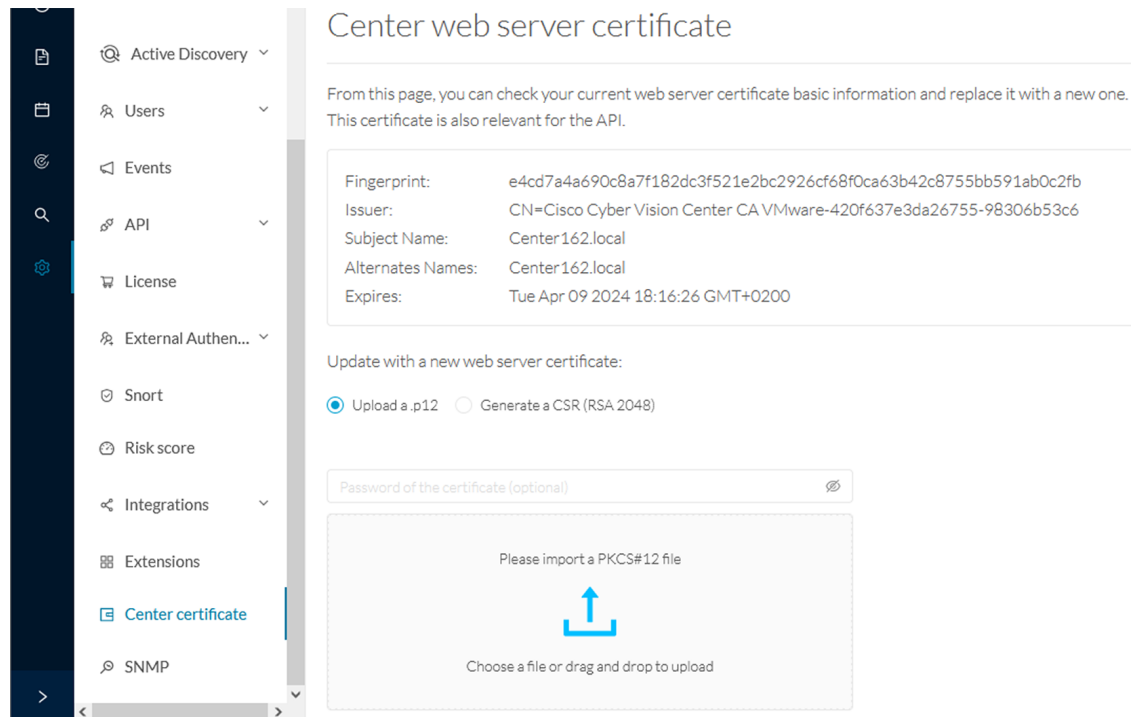 Active Discovery
Users
Events
API
License
External Authen...
Snort
Risk score
Integrations
Extensions
Center certificate
SNMP
Center web server certificate
From this page, you can check your current web server certificate basic information and replace it with a new one.
This certificate is also relevant for the API.
Fingerprint: e4cd7a4a690c8a7f182dc3f521e2bc2926cf68f0ca63b42c8755bb591ab0c2fb
Issuer: CN=Cisco Cyber Vision Center CA VMware-420f637e3da26755-98306b53c6
Subject Name: Center162.local
Alternates Names: Center162.local
Expires: Tue Apr 09 2024 18:16:26 GMT+0200
Update with a new web server certificate:
Upload a .p12 Generate a CSR (RSA 2048)
Password of the certificate (optional)
Please import a PKCS#12 file
Choose a file or drag and drop to upload